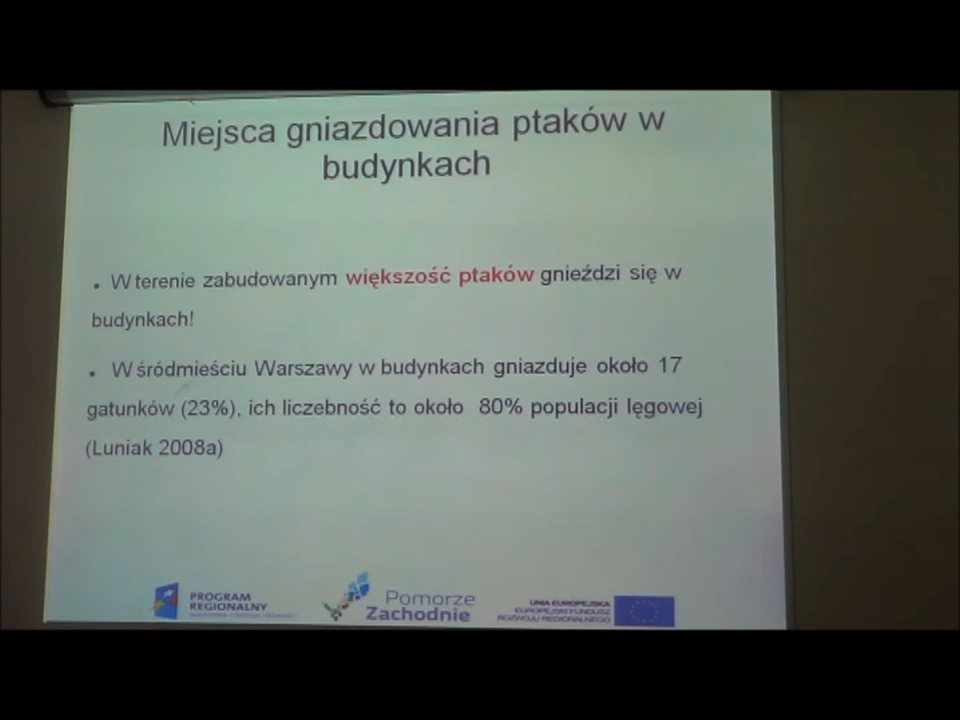 Miejsca gniazdowania ptaków w
budynkach
• W terenie zabudowanym większość ptaków gnieździ się w
budynkach!
• W śródmieściu Warszawy w budynkach gniazduje około 17
gatunków (23%), ich liczebność to około 80% populacji lęgowej
(Luniak 2008a)
PROGRAM
REGIONALNY
Pomorze
Zachodnie
UNIA EUROPEJSKA
EUROPEJSKI FUNDUSZ
ROZWOJU REGIONALNEGO